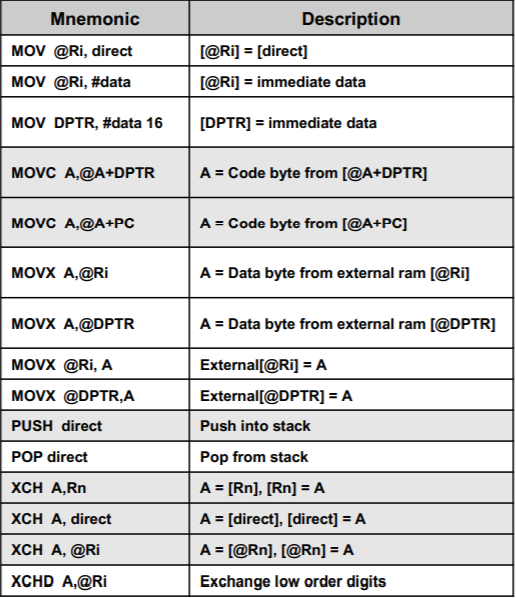 Mnemonic Description
MOV @Ri, direct [@Ri] = [direct]
MOV @Ri, #data [@Ri] = immediate data
MOV DPTR, #data 16 [DPTR] = immediate data
MOVC A,@A+DPTR A = Code byte from [@A+DPTR]
MOVC A,@A+PC A = Code byte from [@A+PC]
MOVX A,@Ri A = Data byte from external ram [@Ri]
MOVX A,@DPTR A = Data byte from external ram [@DPTR]
MOVX @Ri, A External[@Ri] = A
MOVX @DPTR,A External[@DPTR] = A
PUSH direct Push into stack
POP direct Pop from stack
XCH A,Rn A = [Rn], [Rn] = A
XCH A, direct A = [direct], [direct] = A
XCH A, @Ri A = [@Rn], [@Rn] = A
XCHD A,@Ri Exchange low order digits